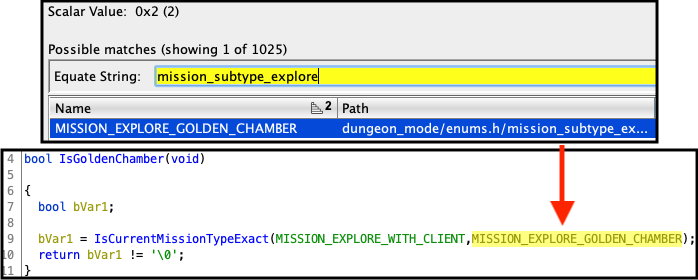 Scalar Value: 0x2 (2)
Possible matches (showing 1 of 1025)
Equate String: mission_subtype_explore
Name 2 Path
MISSION_EXPLORE_GOLDEN_CHAMBER dungeon_mode/enums.h/mission_subtype_ex...
4 bool IsGoldenChamber(void)
5
6 {
7 bool bVar1;
8
9 bVar1 = IsCurrentMissionTypeExact(MISSION_EXPLORE_WITH_CLIENT,MISSION_EXPLORE_GOLDEN_CHAMBER);
10 return bVar1 != '\0';
11 }